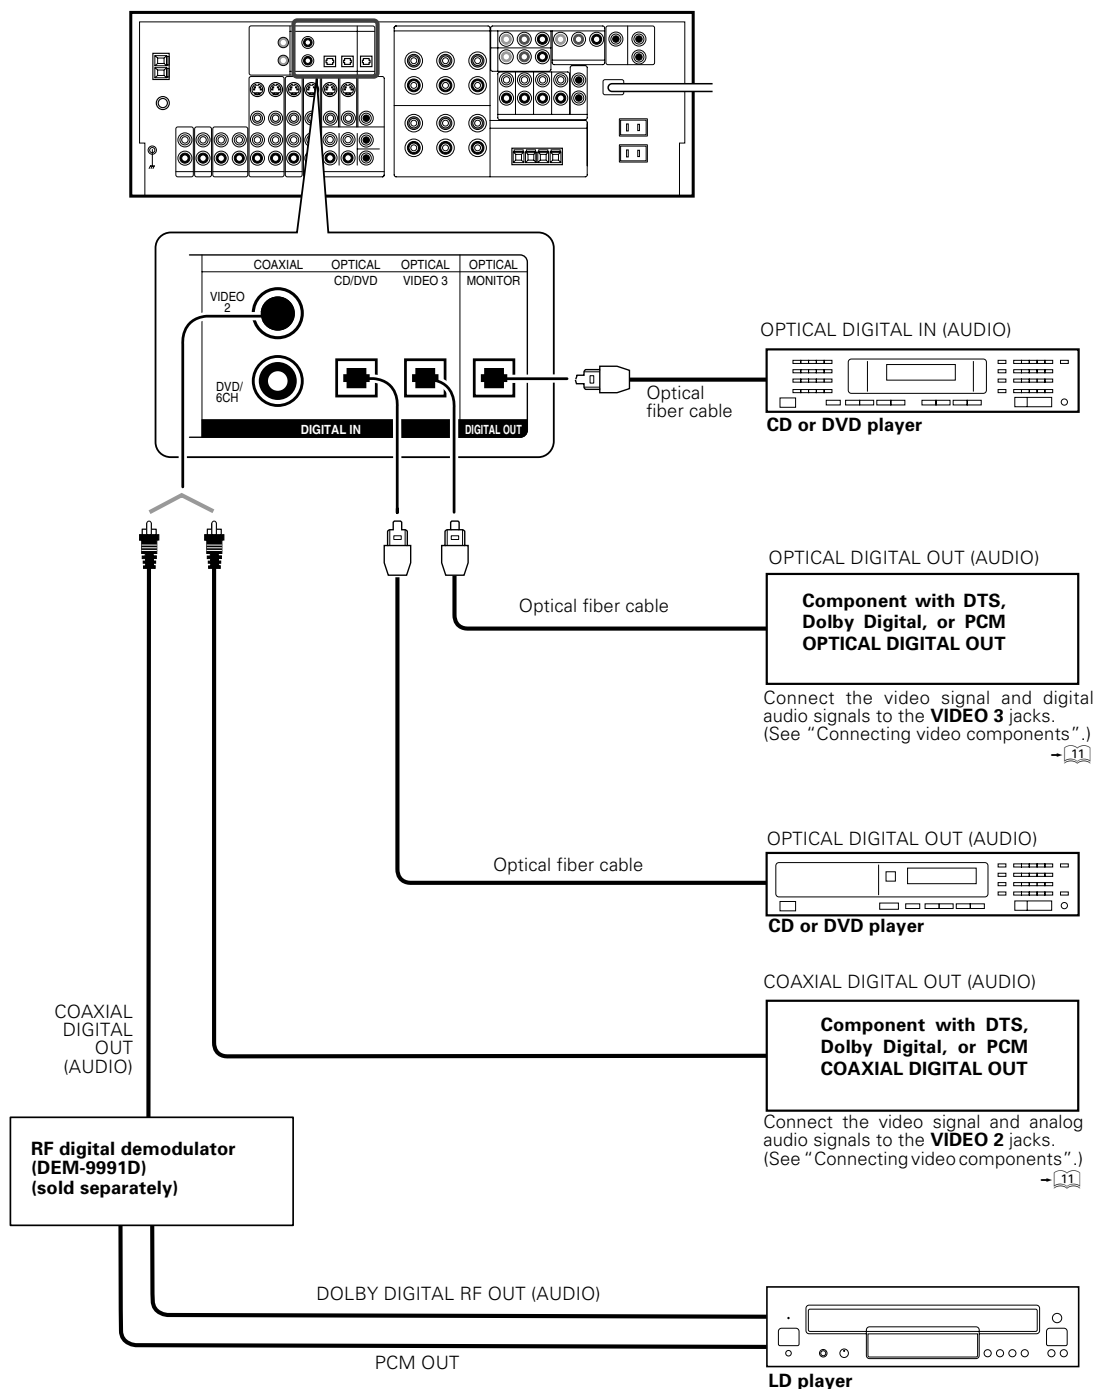 COAXIAL OPTICAL OPTICAL OPTICAL
CD/DVD VIDEO 3 MONITOR
VIDEO
2
DVD/
6CH
DIGITAL IN DIGITAL OUT
OPTICAL DIGITAL IN (AUDIO)
Optical
fiber cable
CD or DVD player
OPTICAL DIGITAL OUT (AUDIO)
Optical fiber cable
Component with DTS,
Dolby Digital, or PCM
OPTICAL DIGITAL OUT
Connect the video signal and digital
audio signals to the VIDEO 3 jacks.
(See “Connecting video components”.)
→ 11
OPTICAL DIGITAL OUT (AUDIO)
Optical fiber cable
CD or DVD player
COAXIAL DIGITAL OUT (AUDIO)
COAXIAL
DIGITAL
OUT
(AUDIO)
Component with DTS,
Dolby Digital, or PCM
COAXIAL DIGITAL OUT
Connect the video signal and analog
audio signals to the VIDEO 2 jacks.
(See “Connecting video components”.)
→ 11
RF digital demodulator
(DEM-9991D)
(sold separately)
DOLBY DIGITAL RF OUT (AUDIO)
PCM OUT
LD player